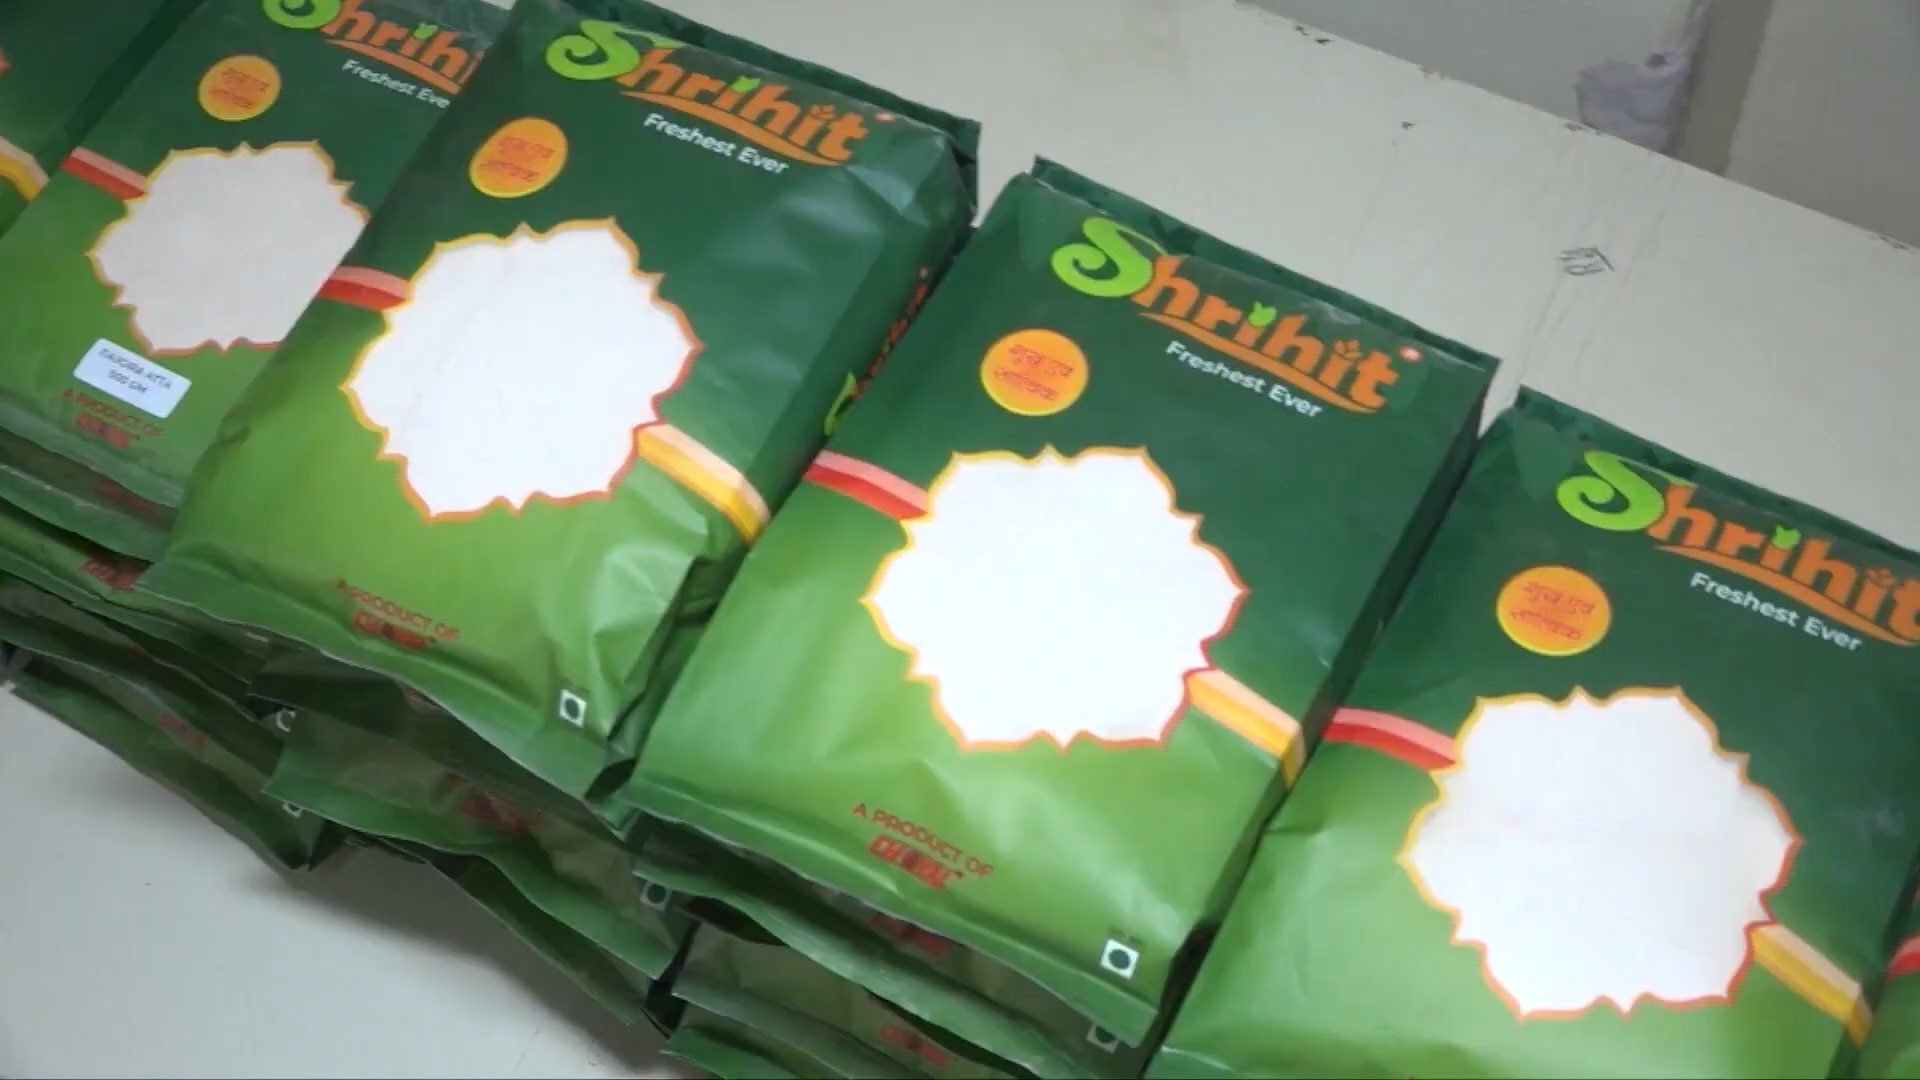 Shrihit
Freshest Eve
BAJORA ATTA
500 GM
A PRODUCT OF
Shrihit
Freshest Ever
A PRODUCT OF
Shrihit
Freshest Ever
A PRODUCT OF
Shrihit
Freshest Ever